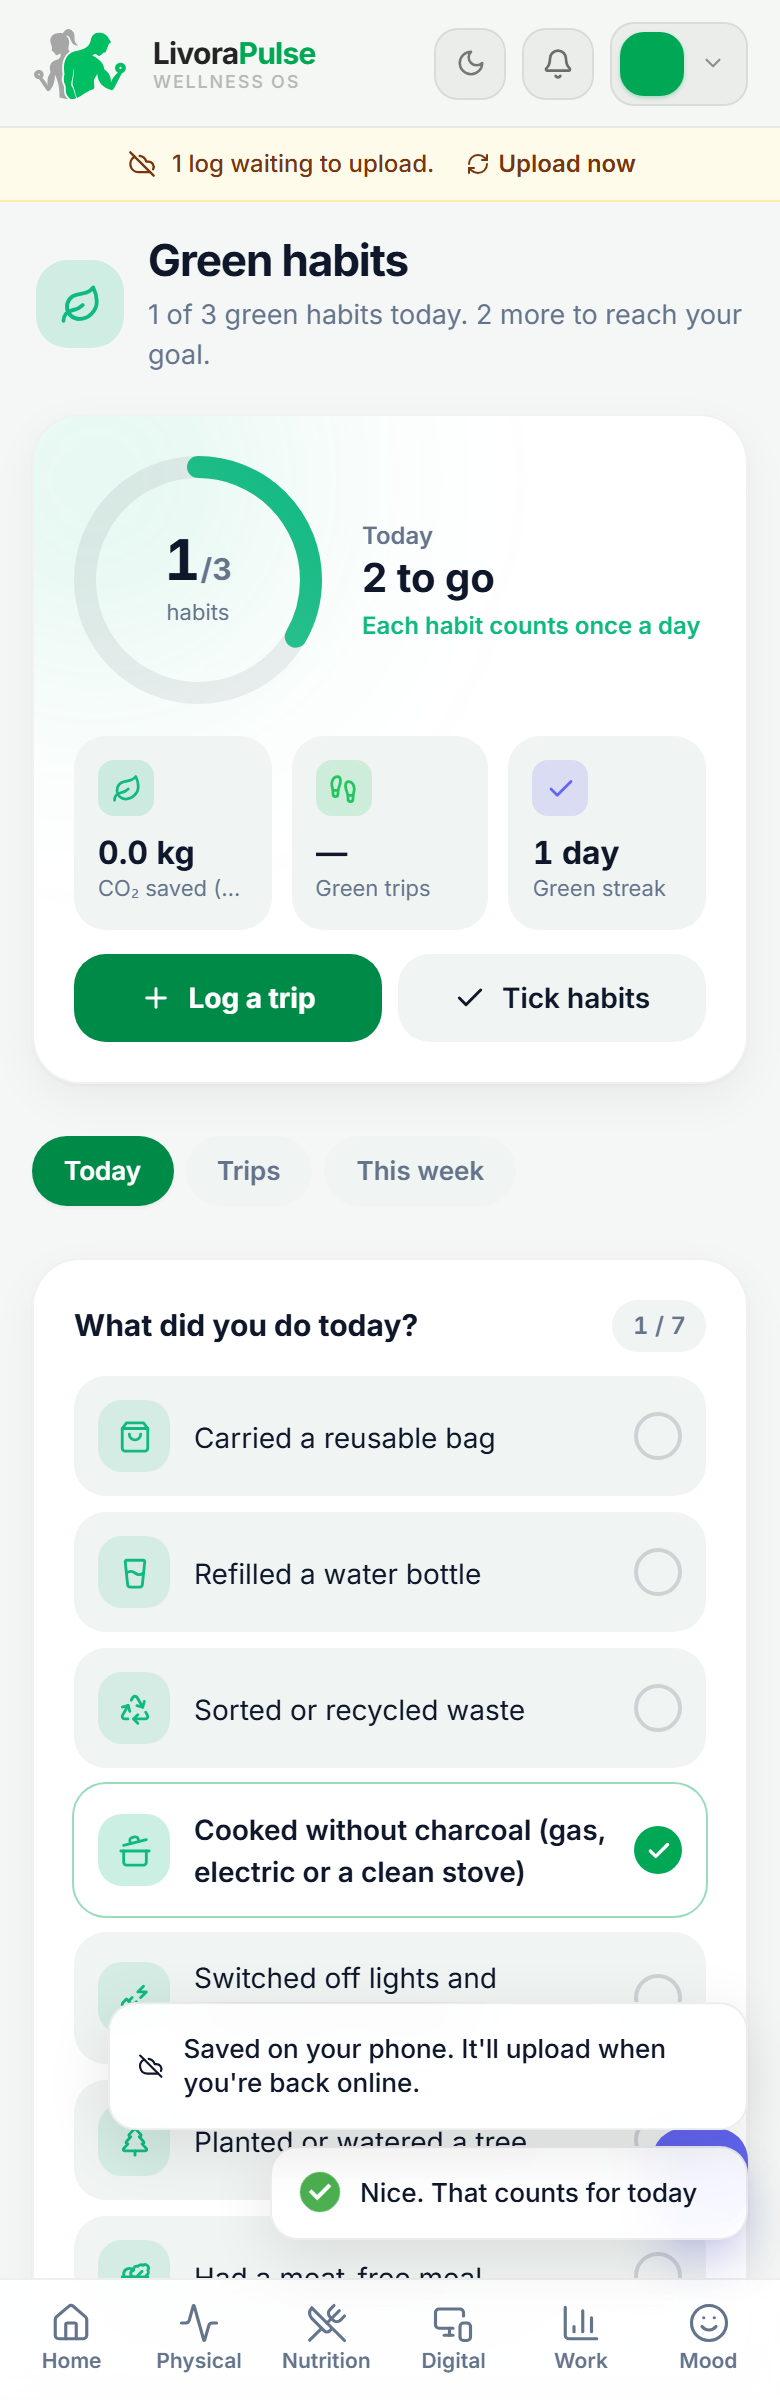 LivoraPulse
WELLNESS OS
1 log waiting to upload.
Upload now
Green habits
1 of 3 green habits today. 2 more to reach your
goal.
1/3
habits
Today
2 to go
Each habit counts once a day
0.0 kg
CO₂ saved (...
—
Green trips
1 day
Green streak
Log a trip
Tick habits
Today
Trips
This week
What did you do today?
1 / 7
Carried a reusable bag
Refilled a water bottle
Sorted or recycled waste
Cooked without charcoal (gas,
electric or a clean stove)
Switched off lights and
Saved on your phone. It'll upload when
you're back online.
Planted or watered a tree
Nice. That counts for today
Had a meat-free meal
Home
Physical
Nutrition
Digital
Work
Mood